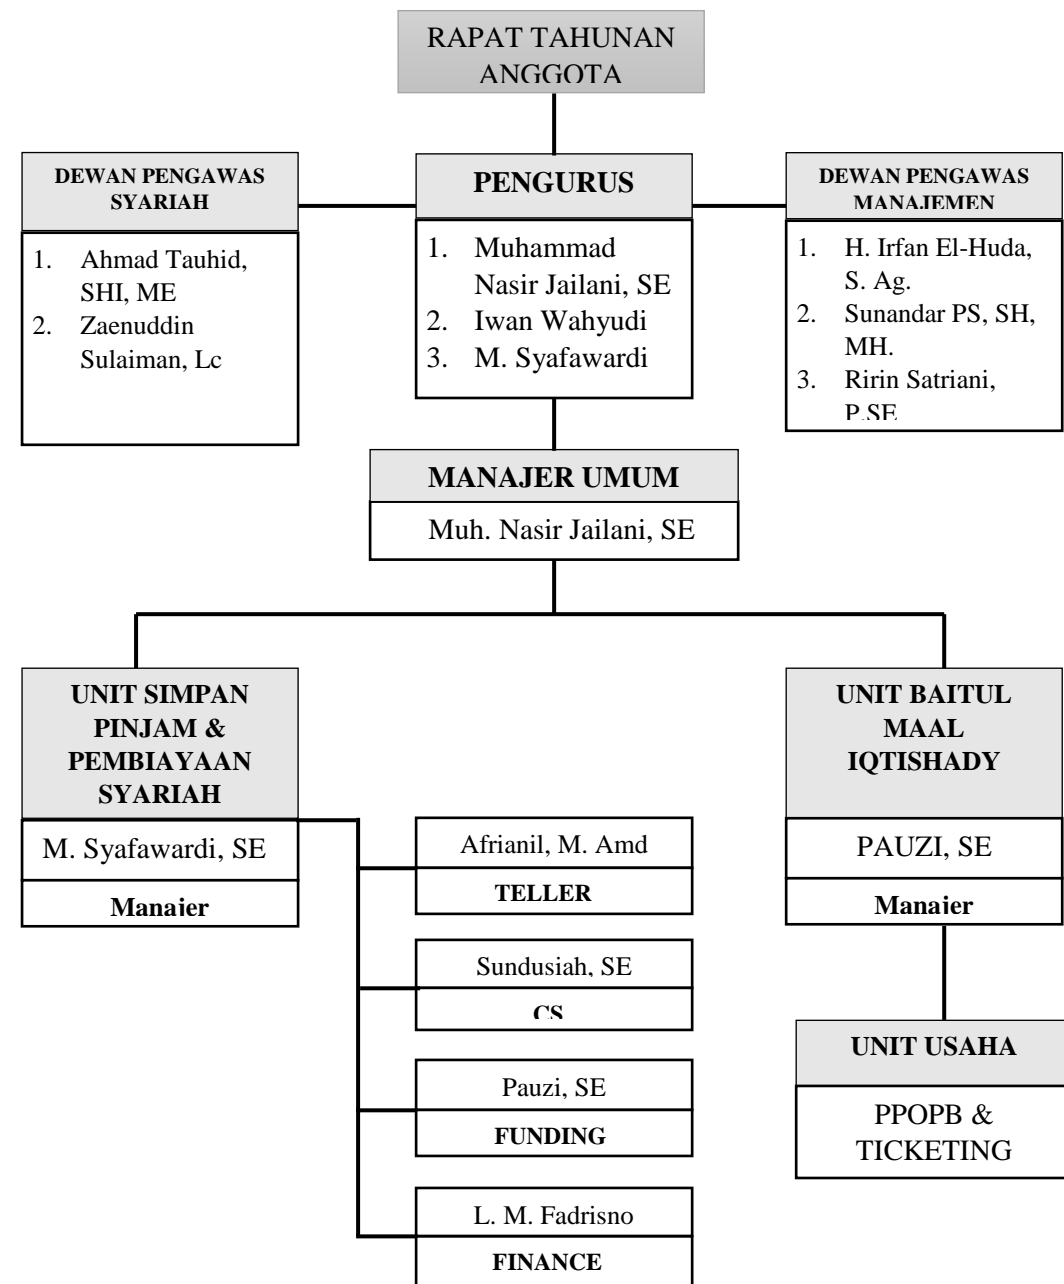 RAPAT TAHUNAN
ANGGOTA
DEWAN PENGAWAS
SYARIAH
1. Ahmad Tauhid,
SHI, ME
2. Zaenuddin
Sulaiman, Lc
PENGURUS
1. Muhammad
Nasir Jailani, SE
2. Iwan Wahyudi
3. M. Syafawardi
DEWAN PENGAWAS
MANAJEMEN
1. H. Irfan El-Huda,
S. Ag.
2. Sunandar PS, SH,
MH.
3. Ririn Satriani,
P.SE
MANAJER UMUM
Muh. Nasir Jailani, SE
UNIT SIMPAN
PINJAM &
PEMBIAYAAN
SYARIAH
M. Syafawardi, SE
Manajer
Afrianil, M. Amd
TELLER
Sundusiah, SE
CS
Pauzi, SE
FUNDING
L. M. Fadrisno
FINANCE
UNIT BAITUL
MAAL
IQTISHADY
PAUZI, SE
Manajer
UNIT USAHA
PPOPB &
TICKETING